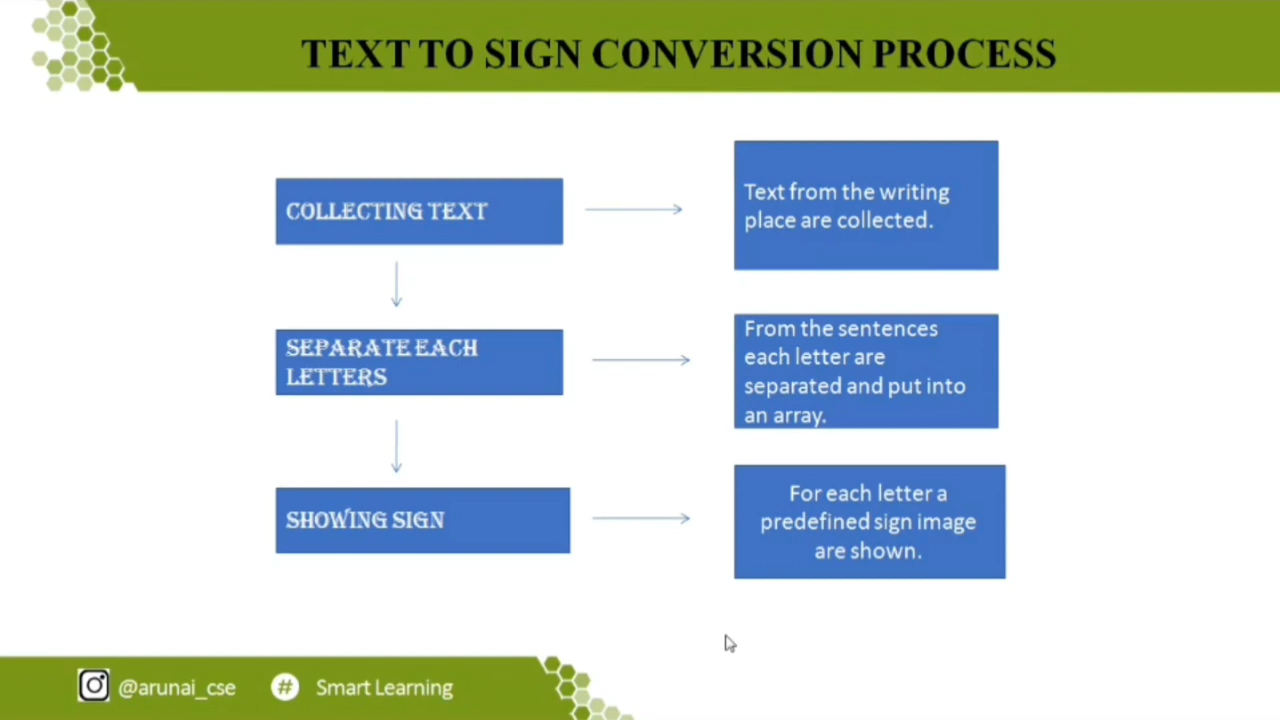 TEXT TO SIGN CONVERSION PROCESS
COLLECTING TEXT
Text from the writing
place are collected.
SEPARATE EACH
LETTERS
From the sentences
each letter are
separated and put into
an array.
SHOWING SIGN
For each letter a
predefined sign image
are shown.
@arunai_cse
# Smart Learning